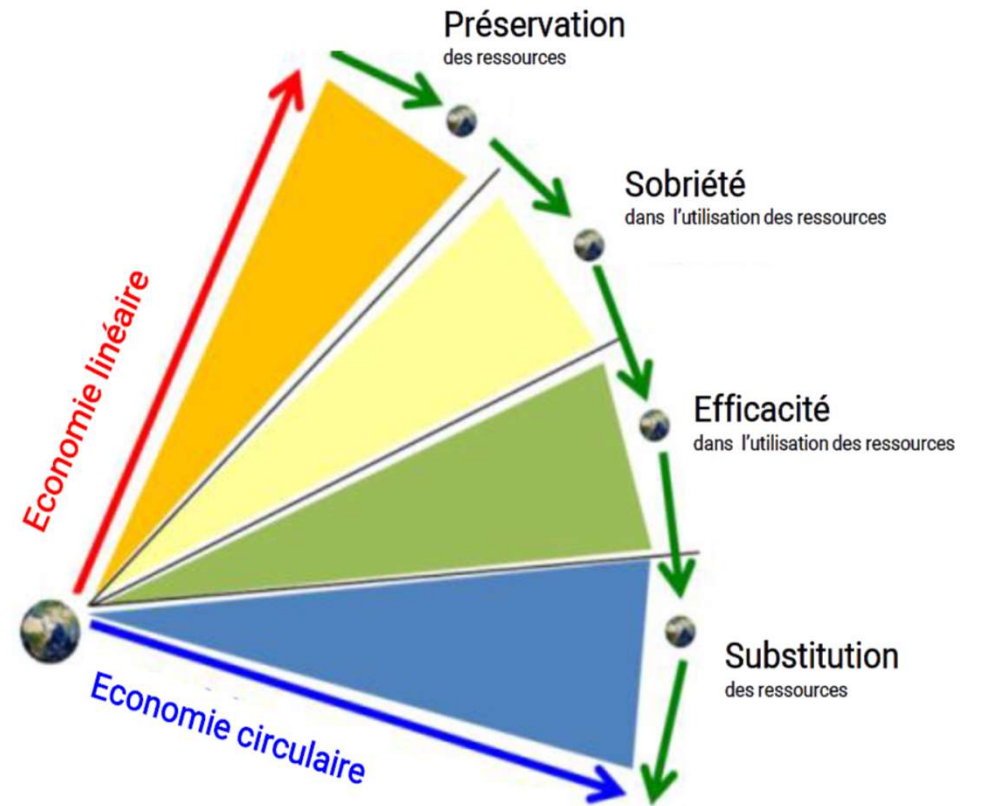 Préservation
des ressources
Sobriété
dans l'utilisation des ressources
Economie linéaire
Efficacité
dans l'utilisation des ressources
Substitution
des ressources
Economie circulaire